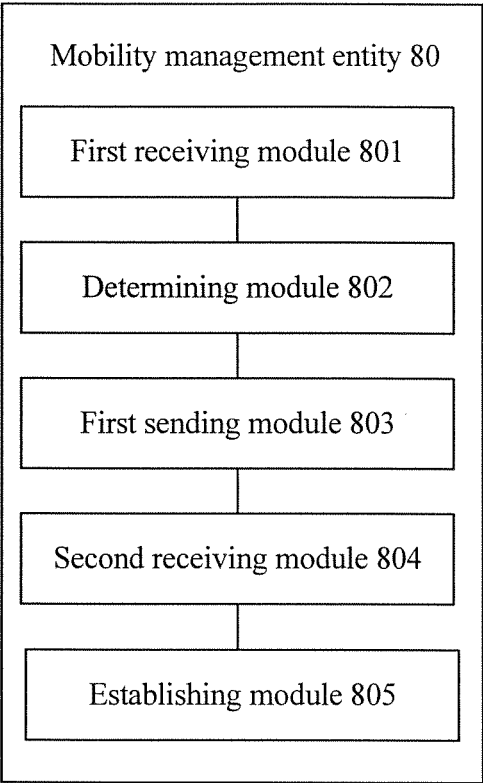 Mobility management entity 80
First receiving module 801
Determining module 802
First sending module 803
Second receiving module 804
Establishing module 805